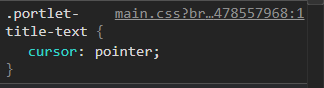 .portlet- main.css?br…478557968:1
title-text {
cursor: pointer;
}